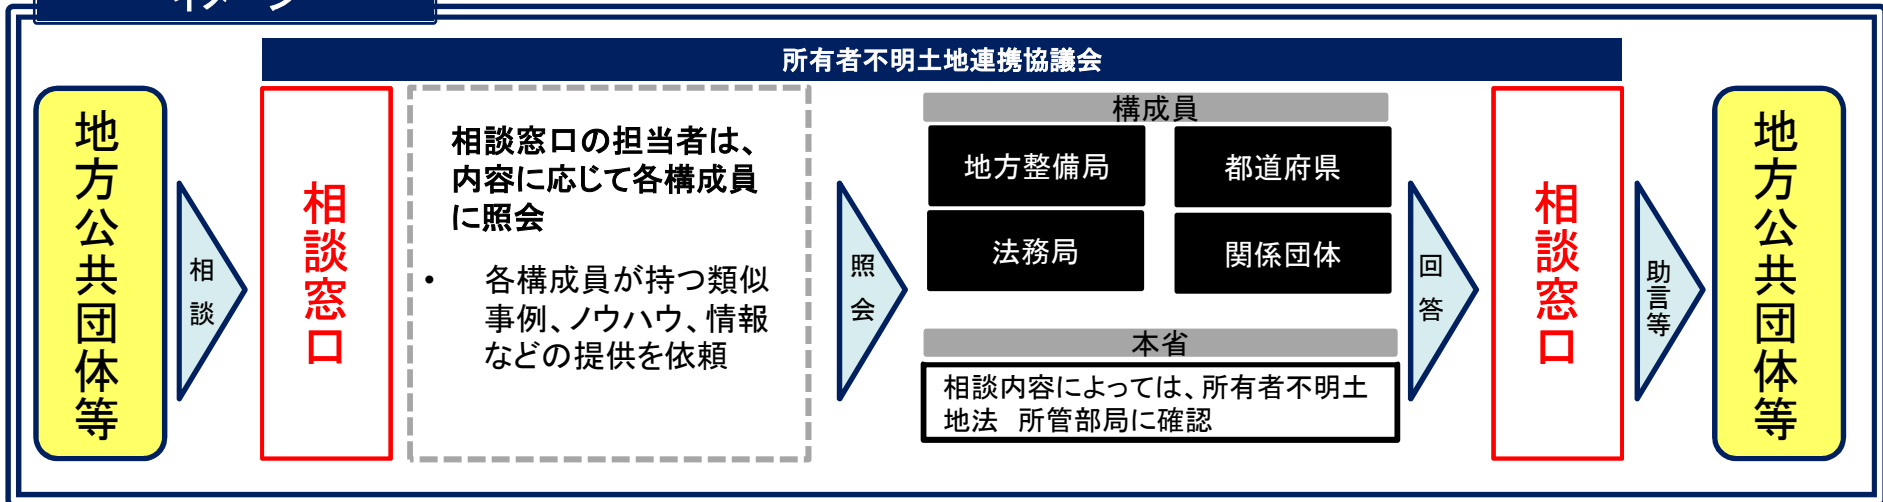 イメージ
所有者不明土地連携協議会
地方公共団体等
相談
相談窓口
相談窓口の担当者は、
内容に応じて各構成員
に照会
• 各構成員が持つ類似
事例、ノウハウ、情報
などの提供を依頼
照会
構成員
地方整備局
都道府県
法務局
関係団体
本省
相談内容によっては、所有者不明土
地法　所管部局に確認
回答
相談窓口
助言等
地方公共団体等